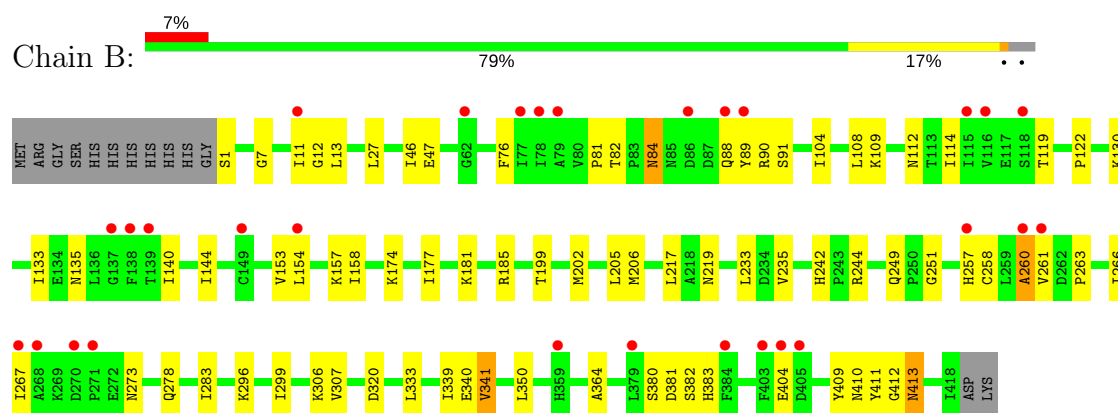 7%
Chain B:
79%
17%
MET ARG GLY SER HIS HIS HIS HIS HIS HIS GLY S1 G7 I11 G12 L13 L27 I46 E47 G62 F76 I77 I78 A79 V80 P81 T82 P83 N84 N85 D86 D87 Q88 Y89 R90 S91 I104 L108 K109 N112 T113 I114 I115 V116 E117 S118 T119 P122 K130
I133 E134 N135 L136 G137 F138 T139 I140 I144 C149 V153 L154 K157 I158 K174 I177 K181 R185 T199 M202 L205 M206 L217 A218 N219 L233 D234 V235 H242 P243 R244 Q249 P250 G251 H257 C258 L259 A260 V261 D262 P263 I266
I267 A268 K269 D270 P271 E272 N273 Q278 I283 K296 I299 K306 V307 D320 L333 I339 E340 V341 L350 H359 A364 L379 S380 D381 S382 H383 F384 F403 E404 D405 Y409 N410 Y411 G412 N413 I418 ASP LYS